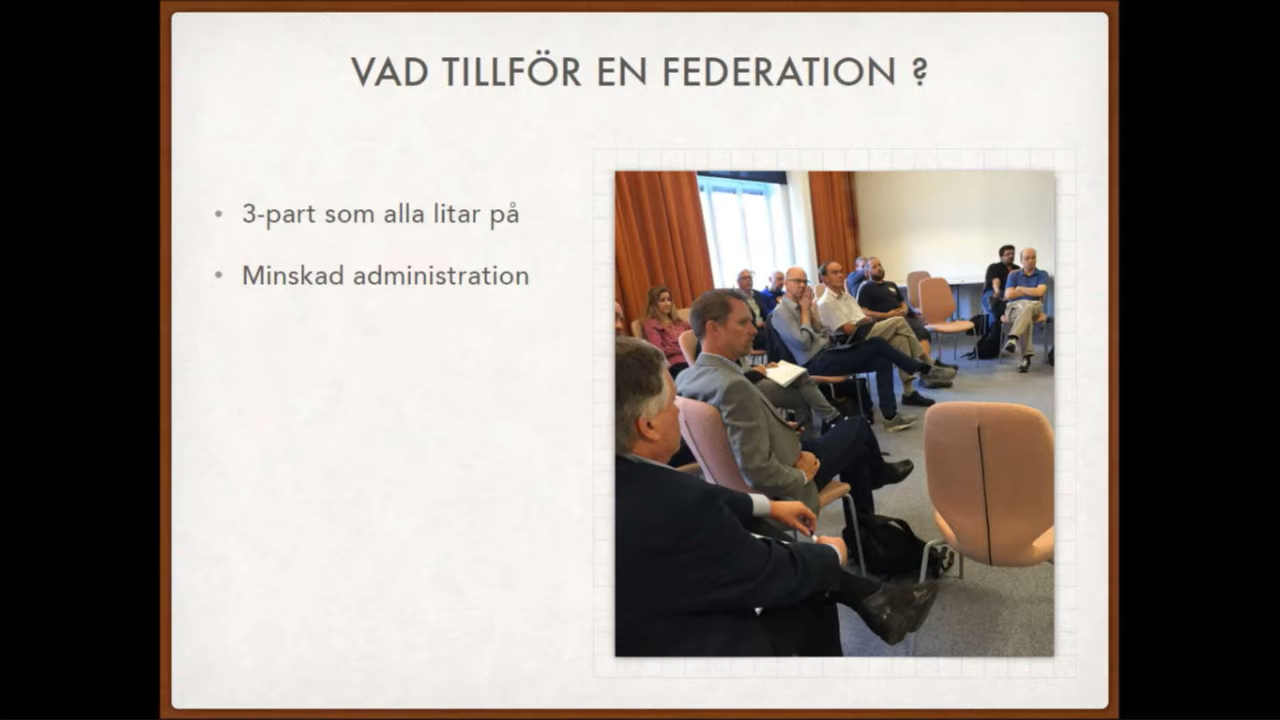 VAD TILLFÖR EN FEDERATION ?
• 3-part som alla litar på
• Minskad administration